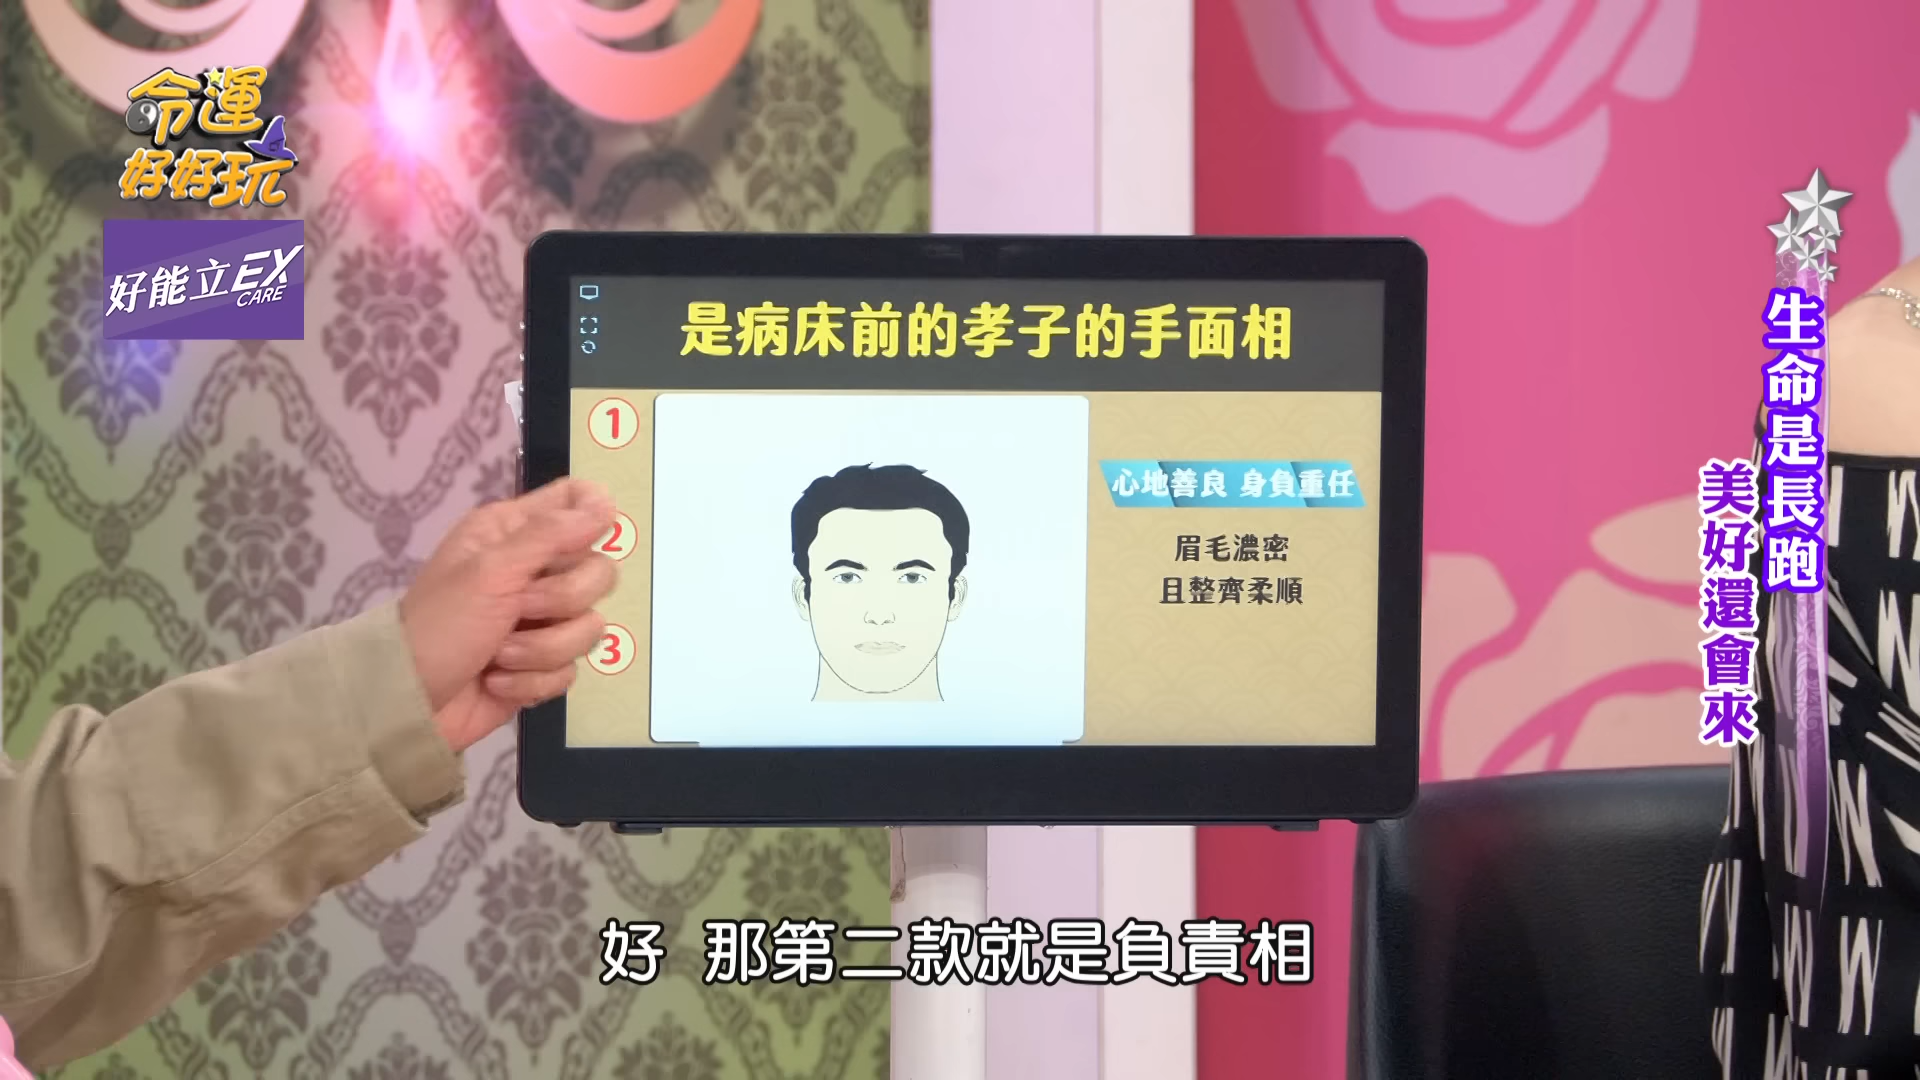 命運
好好玩
好能立EX
CARE
是病床前的孝子的手面相
1
2
3
心地善良 身負重任
眉毛濃密
且整齊柔順
生命是長跑
美好還會來
好 那第二款就是負責相